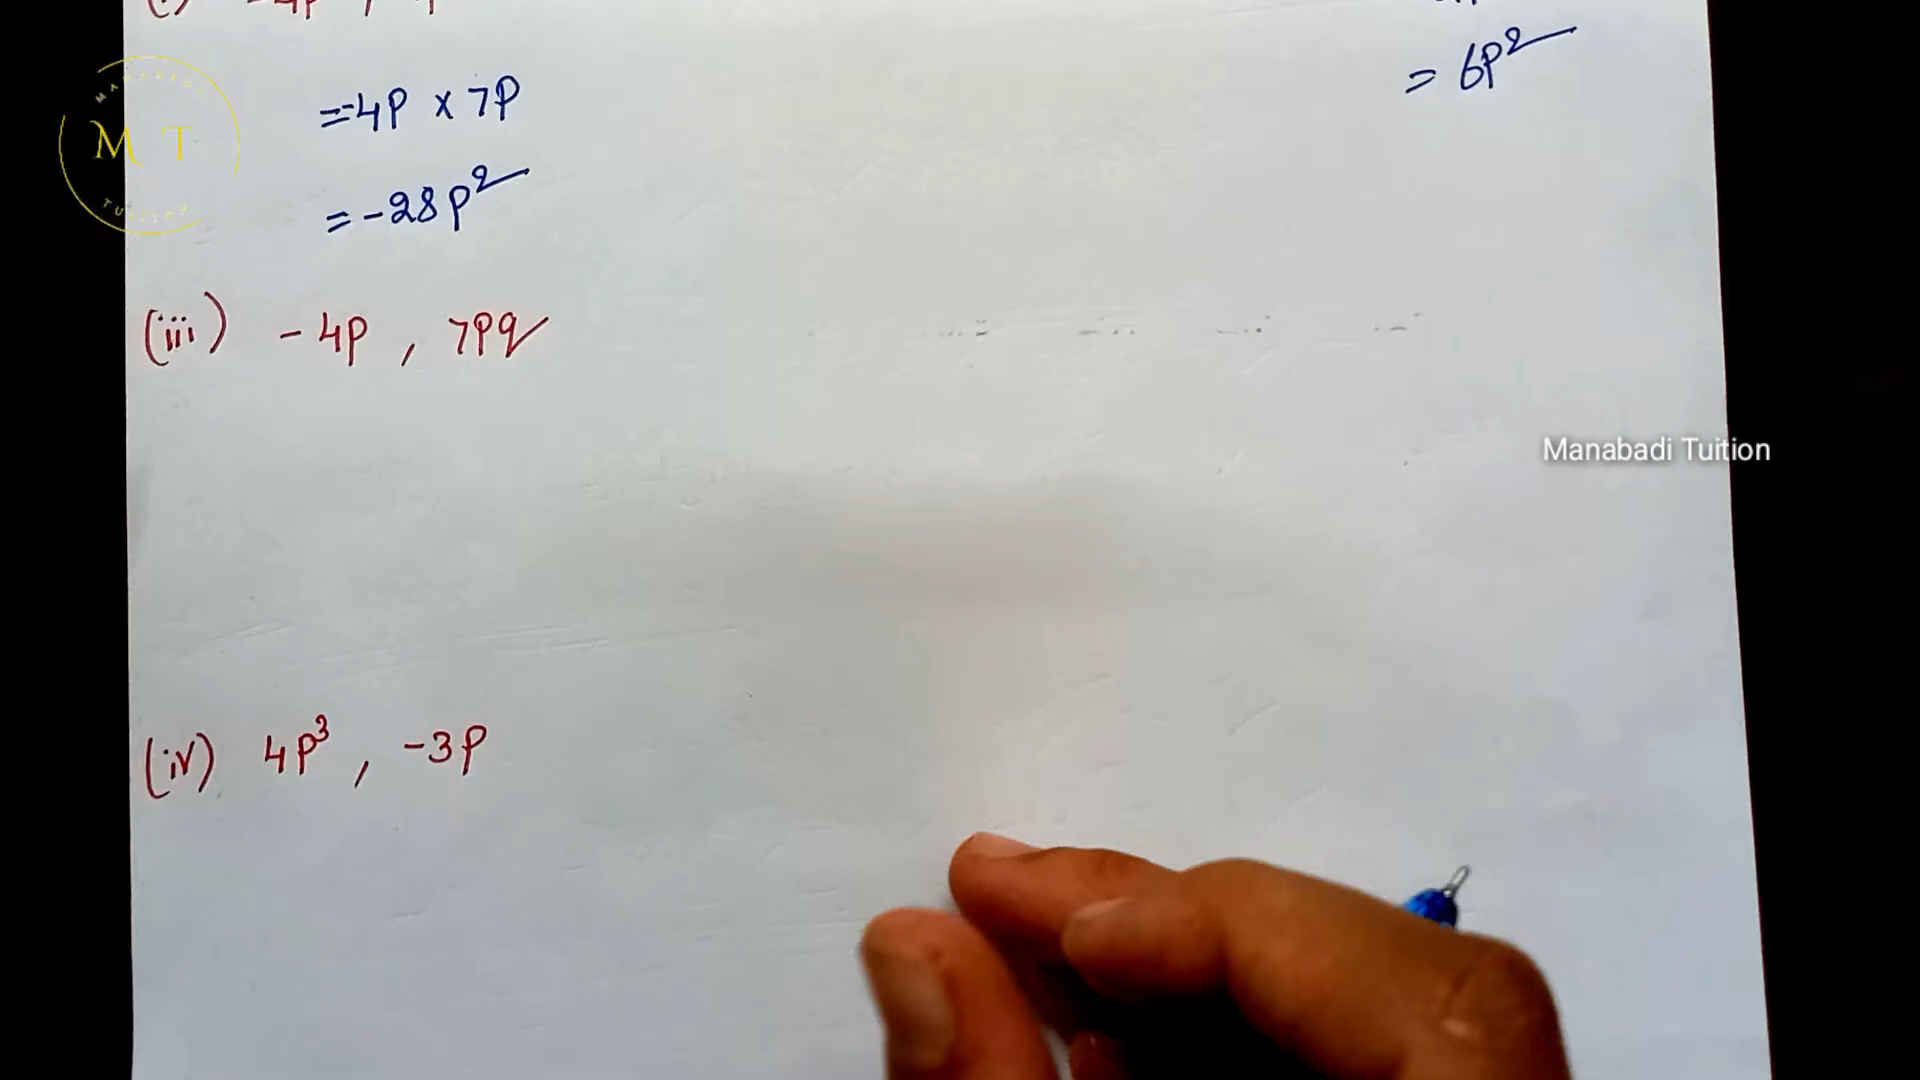 = -4P x 7P
= -28P²
= 6P²
(iii) -4P , 7Pq
(iv) 4P³ , -3P
Manabadi Tuition
M T